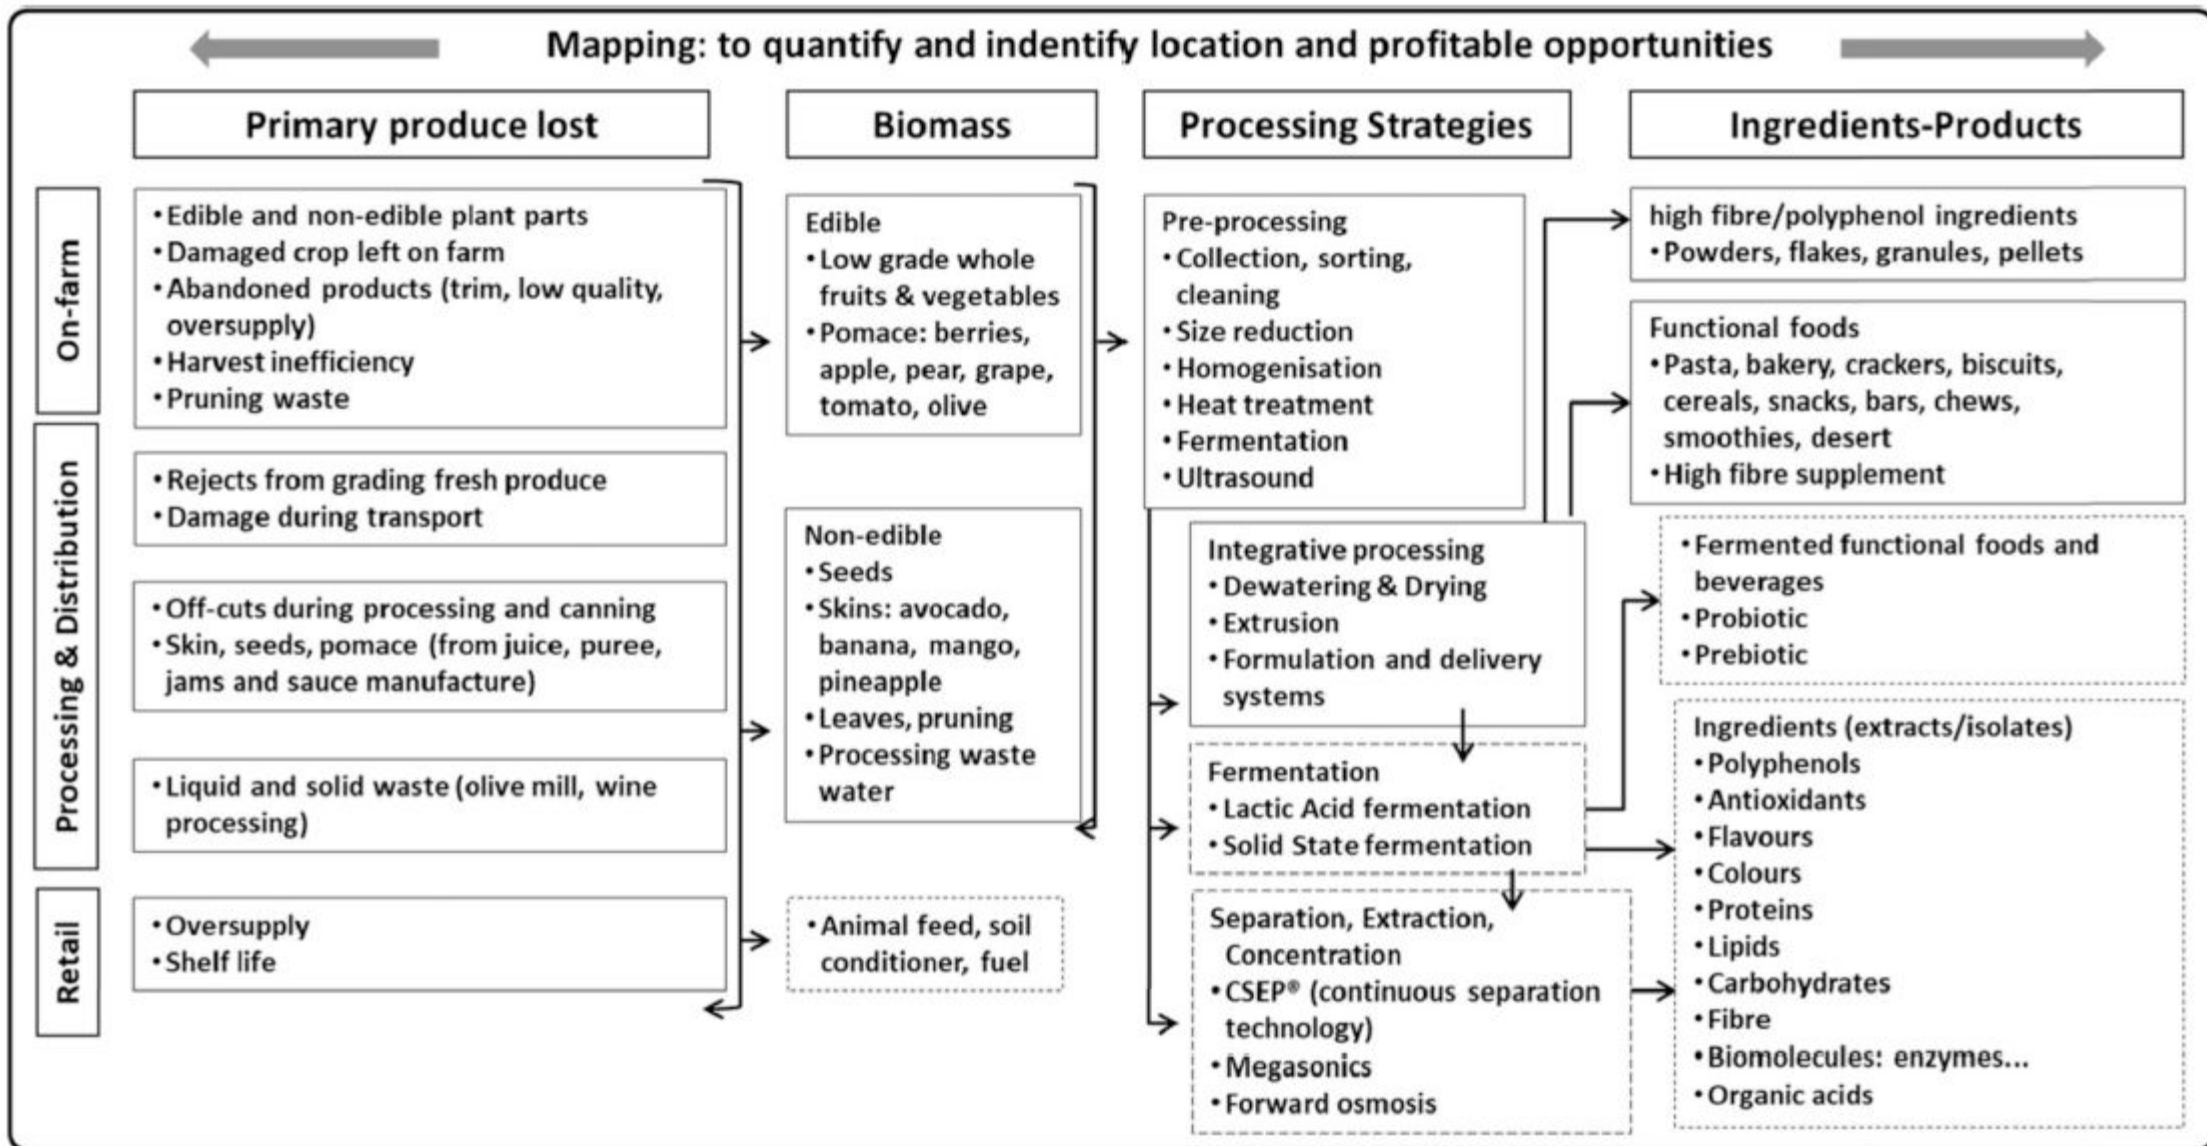 Mapping: to quantify and indentify location and profitable opportunities
Primary produce lost
Biomass
Processing Strategies
Ingredients-Products
On-farm
•Edible and non-edible plant parts
•Damaged crop left on farm
•Abandoned products (trim, low quality,
oversupply)
•Harvest inefficiency
•Pruning waste
Processing & Distribution
•Rejects from grading fresh produce
•Damage during transport
•Off-cuts during processing and canning
•Skin, seeds, pomace (from juice, puree,
jams and sauce manufacture)
•Liquid and solid waste (olive mill, wine
processing)
Retail
•Oversupply
•Shelf life
Edible
•Low grade whole
fruits & vegetables
•Pomace: berries,
apple, pear, grape,
tomato, olive
Non-edible
•Seeds
•Skins: avocado,
banana, mango,
pineapple
•Leaves, pruning
•Processing waste
water
•Animal feed, soil
conditioner, fuel
Pre-processing
•Collection, sorting,
cleaning
•Size reduction
•Homogenisation
•Heat treatment
•Fermentation
•Ultrasound
Integrative processing
•Dewatering & Drying
•Extrusion
•Formulation and delivery
systems
Fermentation
•Lactic Acid fermentation
•Solid State fermentation
Separation, Extraction,
Concentration
•CSEP® (continuous separation
technology)
•Megasonics
•Forward osmosis
high fibre/polyphenol ingredients
•Powders, flakes, granules, pellets
Functional foods
•Pasta, bakery, crackers, biscuits,
cereals, snacks, bars, chews,
smoothies, desert
•High fibre supplement
•Fermented functional foods and
beverages
•Probiotic
•Prebiotic
Ingredients (extracts/isolates)
•Polyphenols
•Antioxidants
•Flavours
•Colours
•Proteins
•Lipids
•Carbohydrates
•Fibre
•Biomolecules: enzymes...
•Organic acids